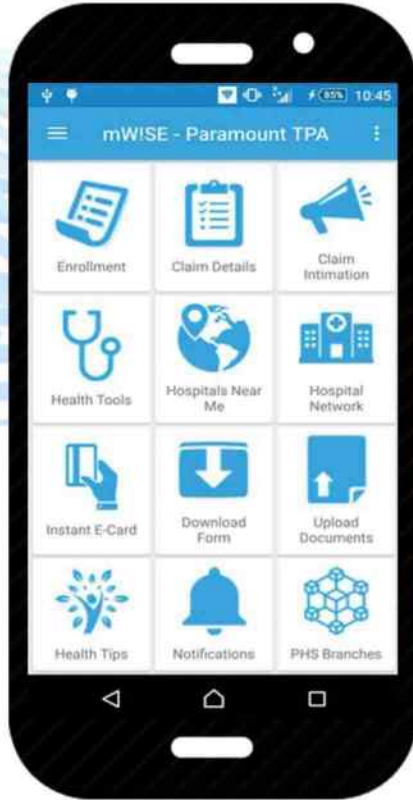 85% 10:45
mW!SE - Paramount TPA
Enrollment
Claim Details
Claim
Intimation
Health Tools
Hospitals Near
Me
Hospital
Network
Instant E-Card
Download
Form
Upload
Documents
Health Tips
Notifications
PHS Branches